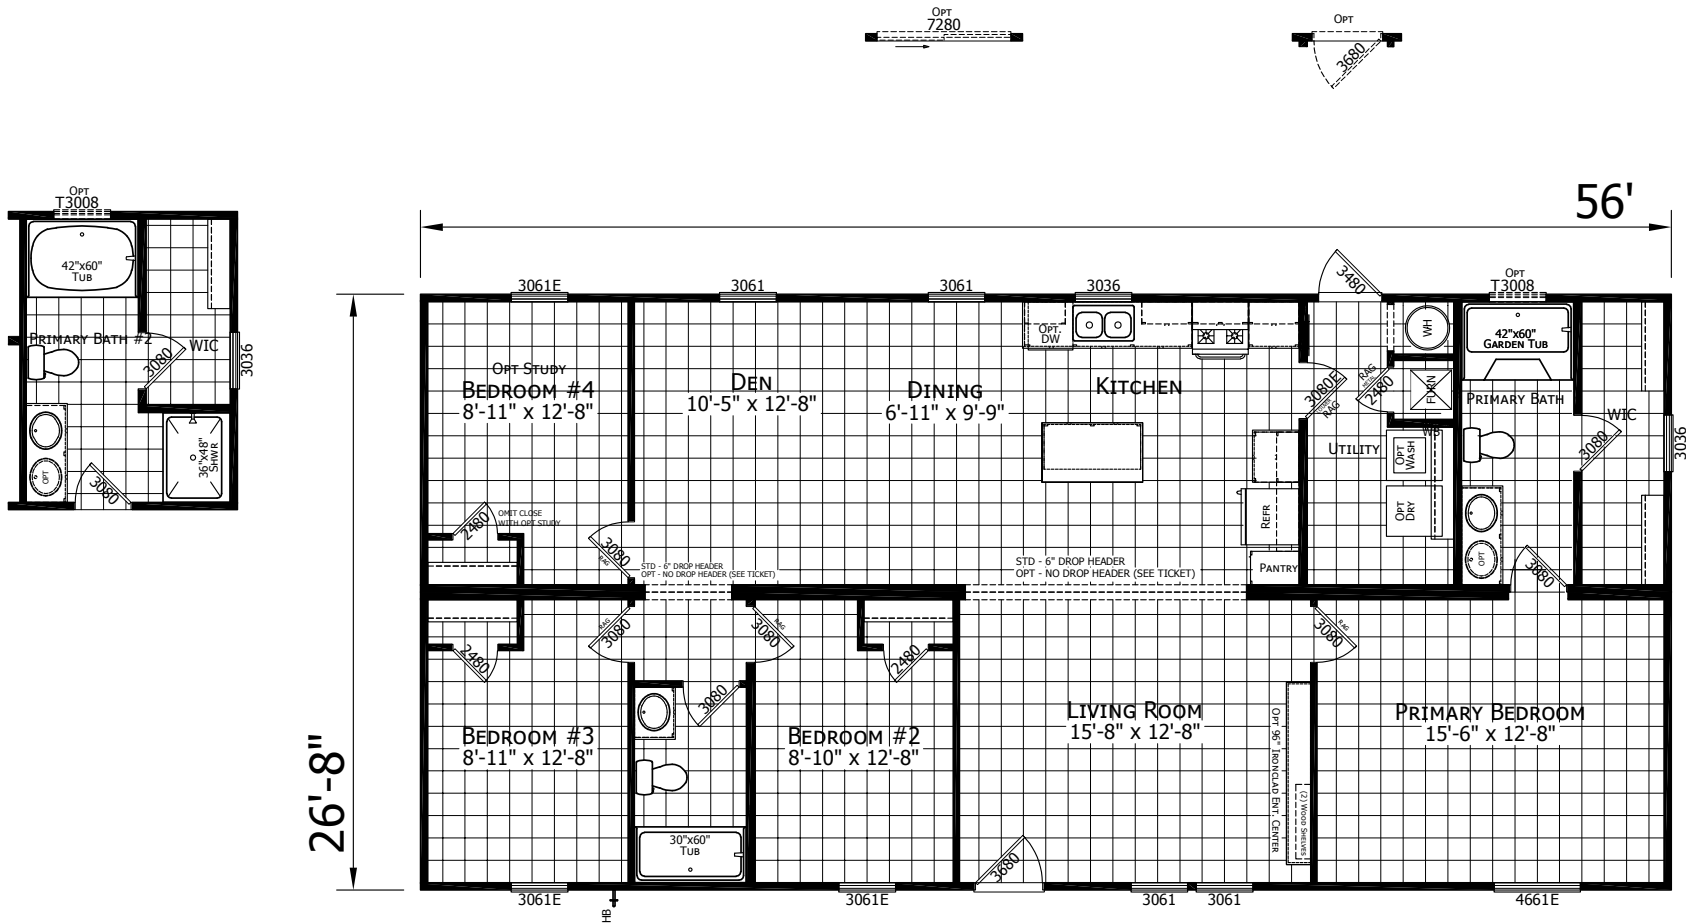 OPT
7280
OPT
3680
56'
26'-8"
OPT
T3008
42"x60"
TUB
PRIMARY BATH #2
WIC
3080
3036
36"x48"
SHWR
OPT
3080
3061E
3061
3061
3036
3480
OPT
T3008
OPT STUDY
BEDROOM #4
8'-11" x 12'-8"
DEN
10'-5" x 12'-8"
DINING
6'-11" x 9'-9"
KITCHEN
OPT.
DW
WH
42"x60"
GARDEN TUB
3080E
RAG
RAG
2480
FURN
PRIMARY BATH
WIC
3080
3036
UTILITY
WB
OPT
WASH
OPT
DRY
REFR
PANTRY
OPT
3080
2480
OMIT CLOSE
WITH OPT STUDY
3080
RAG
STD - 6" DROP HEADER
OPT - NO DROP HEADER (SEE TICKET)
STD - 6" DROP HEADER
OPT - NO DROP HEADER (SEE TICKET)
RAG
3080
RAG
3080
RAG
3080
2480
2480
3080
BEDROOM #3
8'-11" x 12'-8"
BEDROOM #2
8'-10" x 12'-8"
LIVING ROOM
15'-8" x 12'-8"
PRIMARY BEDROOM
15'-6" x 12'-8"
OPT 96" IRONCLAD ENT. CENTER
(2) WOOD SHELVES
30"x60"
TUB
3680
3061E
HB
3061E
3061
3061
4661E